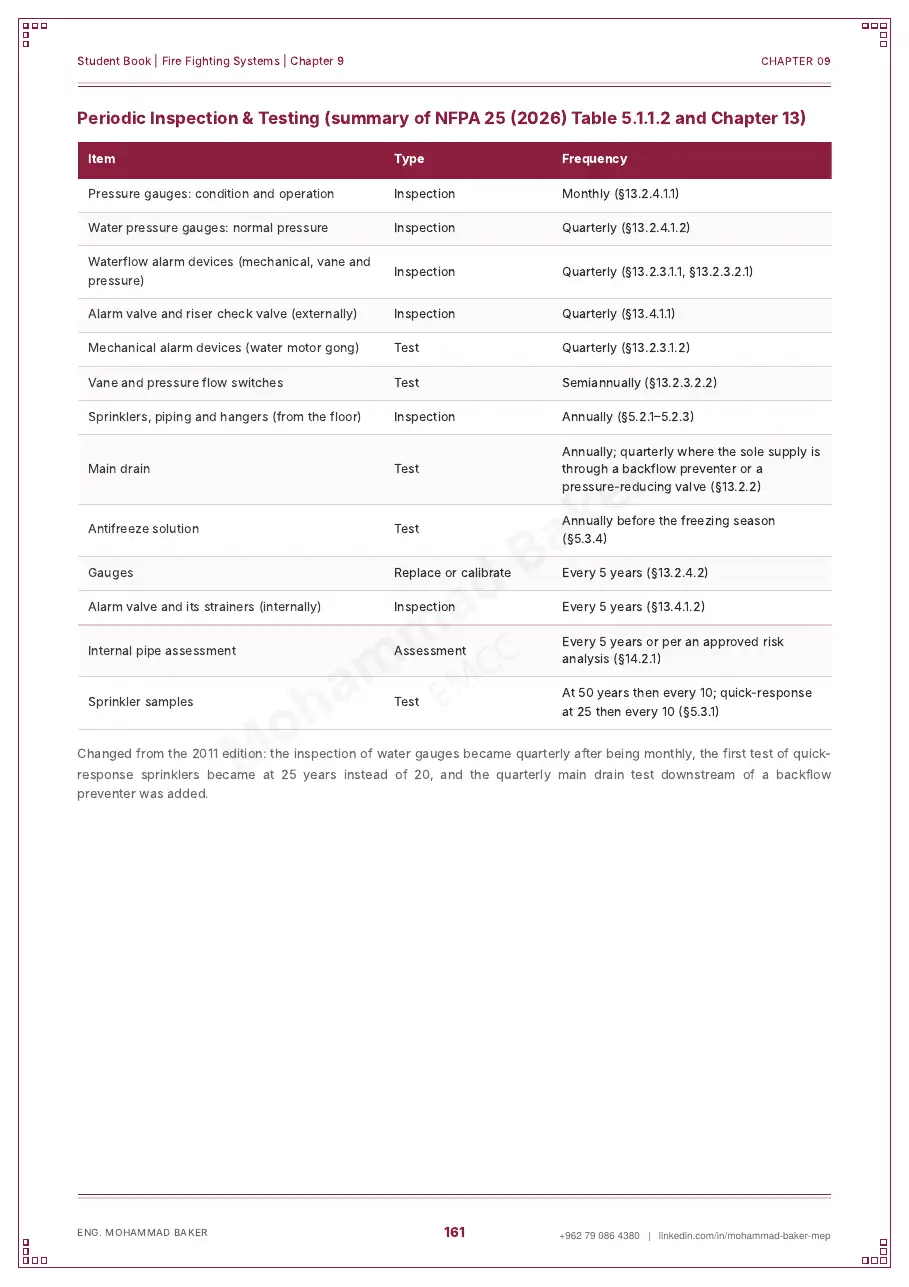 Student Book | Fire Fighting Systems | Chapter 9
CHAPTER 09
Periodic Inspection & Testing (summary of NFPA 25 (2026) Table 5.1.1.2 and Chapter 13)
Item Type Frequency
Pressure gauges: condition and operation Inspection Monthly (§13.2.4.1.1)
Water pressure gauges: normal pressure Inspection Quarterly (§13.2.4.1.2)
Waterflow alarm devices (mechanical, vane and
pressure) Inspection Quarterly (§13.2.3.1.1, §13.2.3.2.1)
Alarm valve and riser check valve (externally) Inspection Quarterly (§13.4.1.1)
Mechanical alarm devices (water motor gong) Test Quarterly (§13.2.3.1.2)
Vane and pressure flow switches Test Semiannually (§13.2.3.2.2)
Sprinklers, piping and hangers (from the floor) Inspection Annually (§5.2.1–5.2.3)
Main drain Test Annually; quarterly where the sole supply is
through a backflow preventer or a
pressure-reducing valve (§13.2.2)
Antifreeze solution Test Annually before the freezing season
(§5.3.4)
Gauges Replace or calibrate Every 5 years (§13.2.4.2)
Alarm valve and its strainers (internally) Inspection Every 5 years (§13.4.1.2)
Internal pipe assessment Assessment Every 5 years or per an approved risk
analysis (§14.2.1)
Sprinkler samples Test At 50 years then every 10; quick-response
at 25 then every 10 (§5.3.1)
Mohammad Baker
EMCC
Changed from the 2011 edition: the inspection of water gauges became quarterly after being monthly, the first test of quick-
response sprinklers became at 25 years instead of 20, and the quarterly main drain test downstream of a backflow
preventer was added.
ENG. MOHAMMAD BAKER
161
+962 79 086 4380 | linkedin.com/in/mohammad-baker-mep